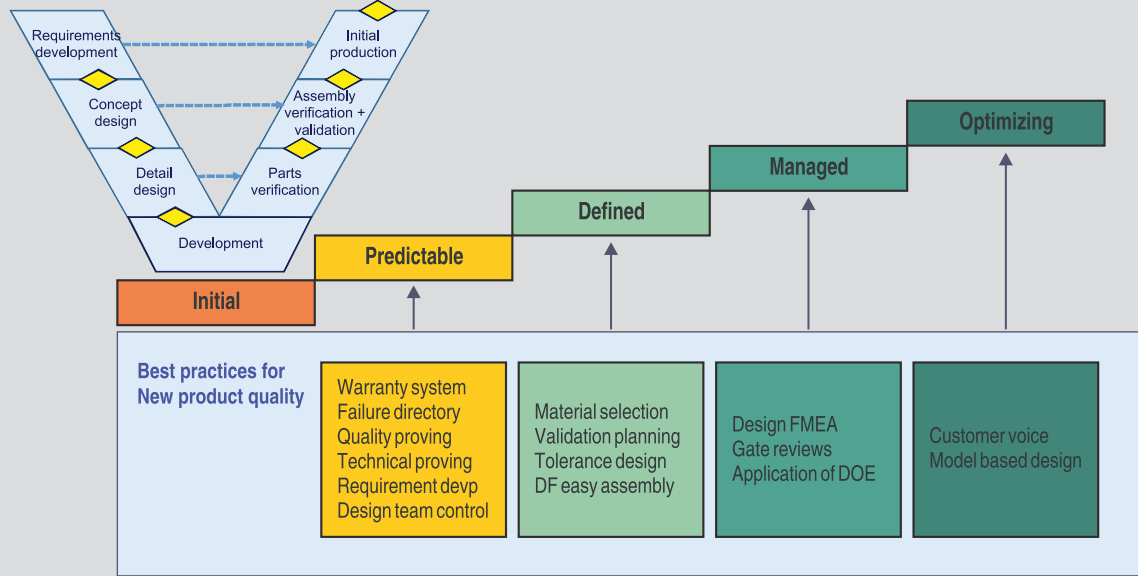 Requirements
development
Initial
production
Concept
design
Assembly
verification +
validation
Detail
design
Parts
verification
Development
Optimizing
Managed
Defined
Predictable
Initial
Best practices for
New product quality
Warranty system
Failure directory
Quality proving
Technical proving
Requirement devp
Design team control
Material selection
Validation planning
Tolerance design
DF easy assembly
Design FMEA
Gate reviews
Application of DOE
Customer voice
Model based design